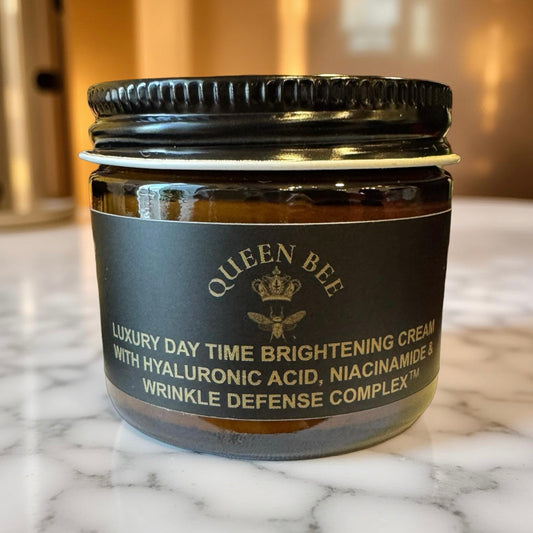 QUEEN BEE
LUXURY DAY TIME BRIGHTENING CREAM
WITH HYALURONIC ACID, NIACINAMIDE &
WRINKLE DEFENSE COMPLEX™